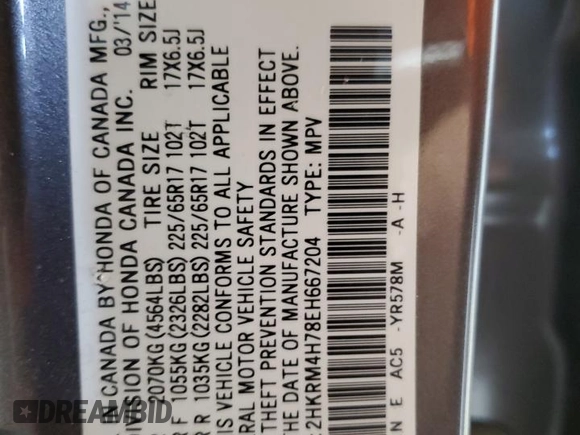 IN CANADA BY HONDA OF CANADA MFG.,
DIVISION OF HONDA CANADA INC. 03/'14
TIRE SIZE RIM SIZE
1070KG (4564LBS)
F 1055KG (2326LBS) 225/65R17 102T 17X6.5J
R 1035KG (2282LBS) 225/65R17 102T 17X6.5J
IS VEHICLE CONFORMS TO ALL APPLICABLE
RAL MOTOR VEHICLE SAFETY
THEFT PREVENTION STANDARDS IN EFFECT
THE DATE OF MANUFACTURE SHOWN ABOVE.
: 2HKRM4H78EH667204 TYPE: MPV
N E AC5 -YR578M -A -H
DREAMBID